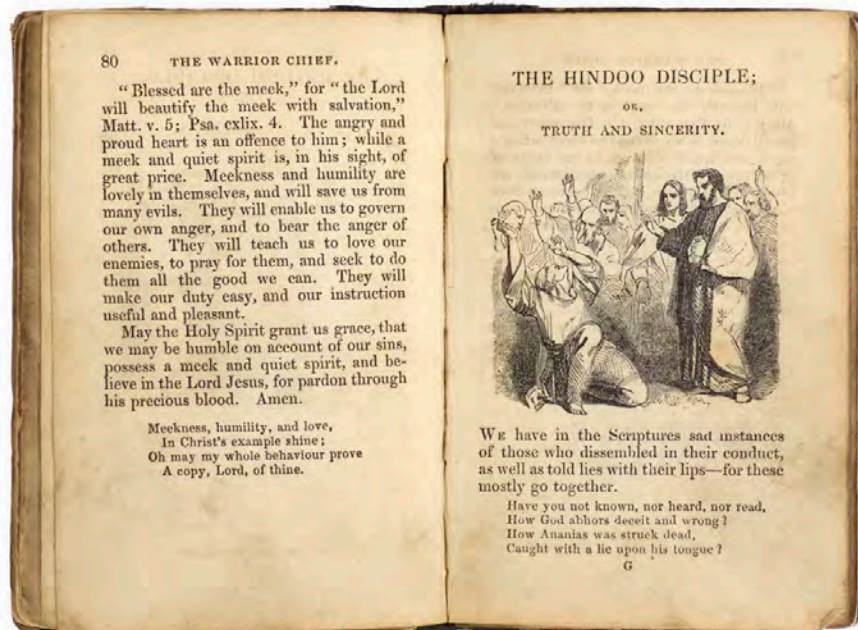 80 THE WARRIOR CHIEF.
“ Blessed are the meek,” for “ the Lord
will beautify the meek with salvation,”
Matt. v. 5; Psa. cxlix. 4. The angry and
proud heart is an offence to him; while a
meek and quiet spirit is, in his sight, of
great price. Meekness and humility are
lovely in themselves, and will save us from
many evils. They will enable us to govern
our own anger, and to bear the anger of
others. They will teach us to love our
enemies, to pray for them, and seek to do
them all the good we can. They will
make our duty easy, and our instruction
useful and pleasant.
May the Holy Spirit grant us grace, that
we may be humble on account of our sins,
possess a meek and quiet spirit, and be-
lieve in the Lord Jesus, for pardon through
his precious blood. Amen.
Meekness, humility, and love,
In Christ’s example shine;
Oh may my whole behaviour prove
A copy, Lord, of thine.
THE HINDOO DISCIPLE;
OR,
TRUTH AND SINCERITY.
WE have in the Scriptures sad instances
of those who dissembled in their conduct,
as well as told lies with their lips—for these
mostly go together.
Have you not known, nor heard, nor read,
How God abhors deceit and wrong?
How Ananias was struck dead,
Caught with a lie upon his tongue?
G